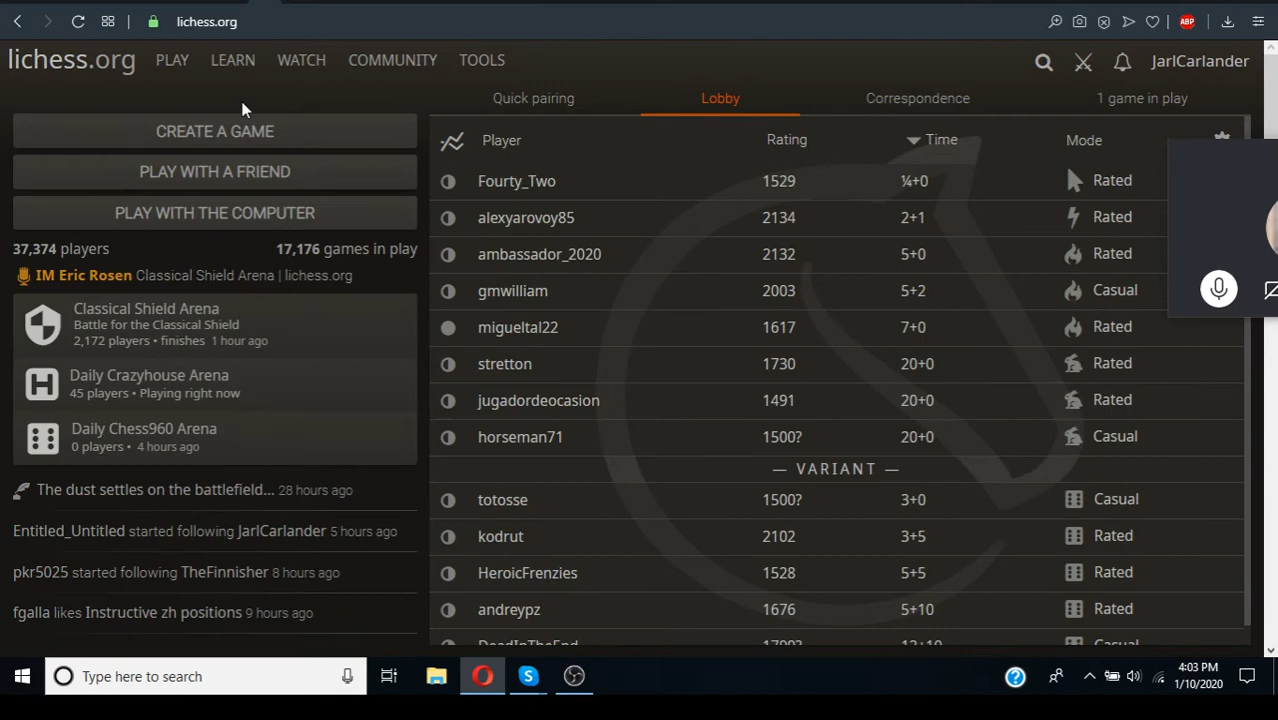 lichess.org
lichess.org PLAY LEARN WATCH COMMUNITY TOOLS JarlCarlander
ABP
Quick pairing Lobby Correspondence 1 game in play
CREATE A GAME
PLAY WITH A FRIEND
PLAY WITH THE COMPUTER
37,374 players 17,176 games in play
IM Eric Rosen Classical Shield Arena | lichess.org
Classical Shield Arena
Battle for the Classical Shield
2,172 players • finishes 1 hour ago
Daily Crazyhouse Arena
45 players • Playing right now
Daily Chess960 Arena
0 players • 4 hours ago
The dust settles on the battlefield... 28 hours ago
Entitled_Untitled started following JarlCarlander 5 hours ago
pkr5025 started following TheFinnisher 8 hours ago
fgalla likes Instructive zh positions 9 hours ago
Player Rating Time Mode
Fourty_Two 1529 ¼+0 Rated
alexyarovoy85 2134 2+1 Rated
ambassador_2020 2132 5+0 Rated
gmwilliam 2003 5+2 Casual
migueltal22 1617 7+0 Rated
stretton 1730 20+0 Rated
jugadordeocasion 1491 20+0 Rated
horseman71 1500? 20+0 Casual
— VARIANT —
totosse 1500? 3+0 Casual
kodrut 2102 3+5 Rated
HeroicFrenzies 1528 5+5 Rated
andreypz 1676 5+10 Rated
DeadInTheEnd 1799? 12+10 Casual
Type here to search
4:03 PM
1/10/2020